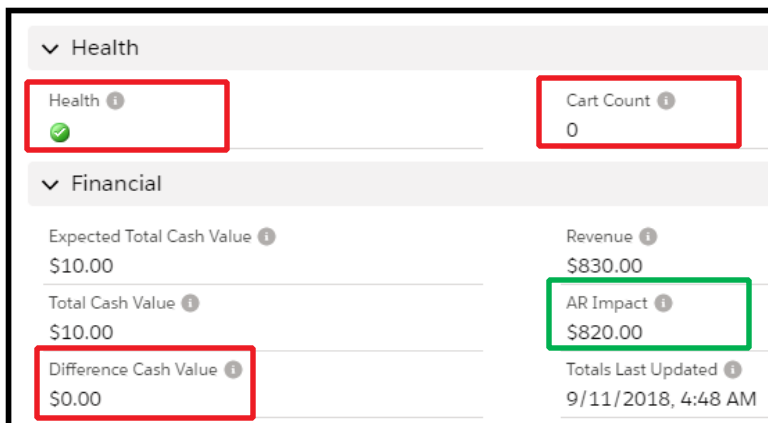 Health
Health
Cart Count
0
Financial
Expected Total Cash Value
$10.00
Revenue
$830.00
Total Cash Value
$10.00
AR Impact
$820.00
Difference Cash Value
$0.00
Totals Last Updated
9/11/2018, 4:48 AM